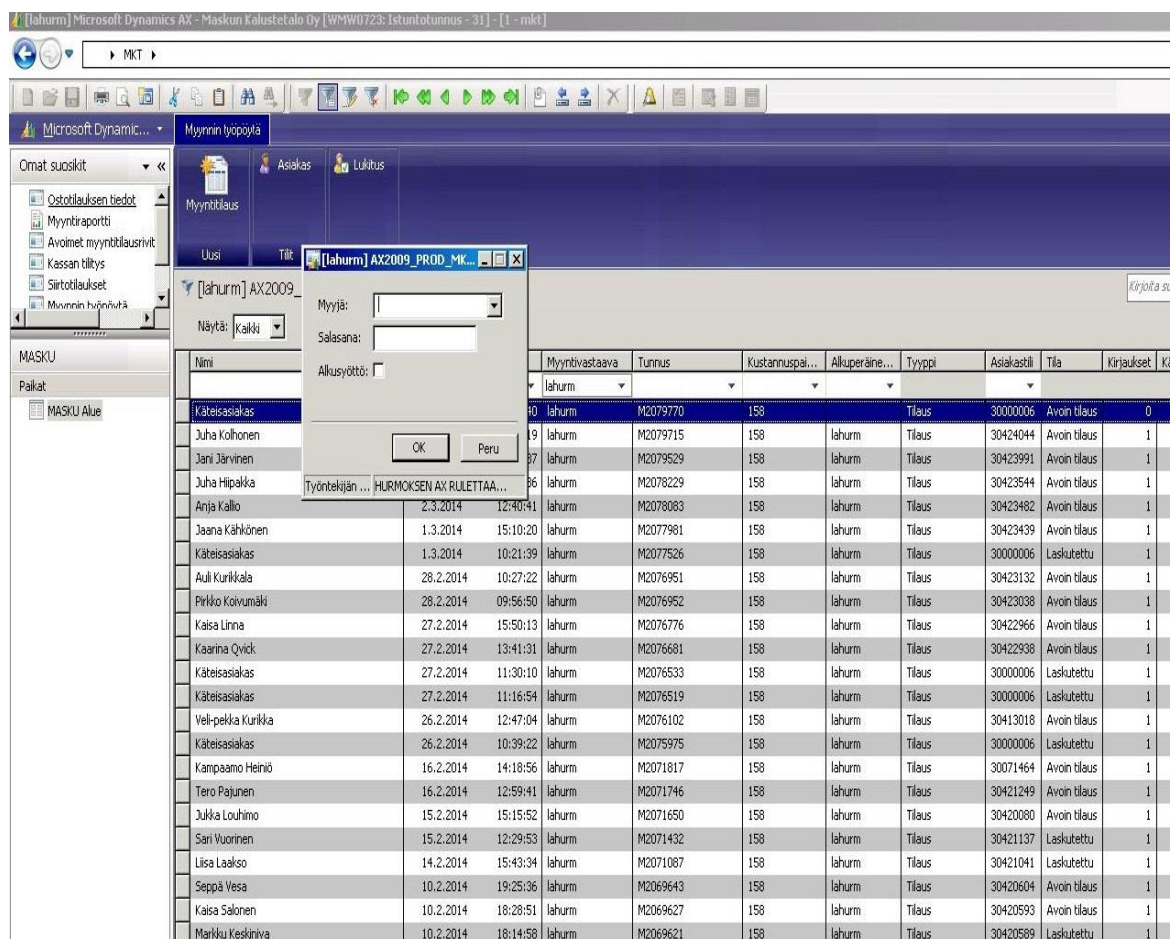 [lahurm] Microsoft Dynamics AX - Maskun Kalustetalo Oy [WMW0723: Istuntotunnus - 31] - [1 - mkt]
MKT
Microsoft Dynamic... Myynnin työpöytä
Omat suosikit
Ostotilauksen tiedot
Myyntiraportti
Avoimet myyntitilausrivit
Kassan tilitys
Siirtotilaukset
Myynnin työpöytä
MASKU
Paikat
MASKU Alue
Asiakas Lukitus
Myyntitilaus
Uusi Tilit
[lahurm] AX2009_
Kirjoita su
Näytä: Kaikki
[lahurm] AX2009_PROD_MK...
Myyjä:
Salasana:
Alkusyöttö:
OK Peru
Työntekijän ... HURMOKSEN AX RULETTAA...
Nimi Myyntivastaava Tunnus Kustannuspai... Alkuperäine... Tyyppi Asiakastili Tila Kirjaukset Kä
lahurm
Käteisasiakas 40 lahurm M2079770 158 Tilaus 30000006 Avoin tilaus 0
Juha Kolhonen 19 lahurm M2079715 158 lahurm Tilaus 30424044 Avoin tilaus 1
Jani Järvinen 37 lahurm M2079529 158 lahurm Tilaus 30423991 Avoin tilaus 1
Juha Hiipakka 36 lahurm M2078229 158 lahurm Tilaus 30423544 Avoin tilaus 1
Anja Kallio 2.3.2014 12:40:41 lahurm M2078083 158 lahurm Tilaus 30423482 Avoin tilaus 1
Jaana Kähkönen 1.3.2014 15:10:20 lahurm M2077981 158 lahurm Tilaus 30423439 Avoin tilaus 1
Käteisasiakas 1.3.2014 10:21:39 lahurm M2077526 158 lahurm Tilaus 30000006 Laskutettu 1
Auli Kurikkala 28.2.2014 10:27:22 lahurm M2076951 158 lahurm Tilaus 30423132 Avoin tilaus 1
Pirkko Koivumäki 28.2.2014 09:56:50 lahurm M2076952 158 lahurm Tilaus 30423038 Avoin tilaus 1
Kaisa Linna 27.2.2014 15:50:13 lahurm M2076776 158 lahurm Tilaus 30422966 Avoin tilaus 1
Kaarina Qvick 27.2.2014 13:41:31 lahurm M2076681 158 lahurm Tilaus 30422938 Avoin tilaus 1
Käteisasiakas 27.2.2014 11:30:10 lahurm M2076533 158 lahurm Tilaus 30000006 Laskutettu 1
Käteisasiakas 27.2.2014 11:16:54 lahurm M2076519 158 lahurm Tilaus 30000006 Laskutettu 1
Veli-pekka Kurikka 26.2.2014 12:47:04 lahurm M2076102 158 lahurm Tilaus 30413018 Avoin tilaus 1
Käteisasiakas 26.2.2014 10:39:22 lahurm M2075975 158 lahurm Tilaus 30000006 Laskutettu 1
Kampaamo Heiniö 16.2.2014 14:18:56 lahurm M2071817 158 lahurm Tilaus 30071464 Avoin tilaus 1
Tero Pajunen 16.2.2014 12:59:41 lahurm M2071746 158 lahurm Tilaus 30421249 Avoin tilaus 1
Jukka Louhimo 15.2.2014 15:15:52 lahurm M2071650 158 lahurm Tilaus 30420080 Avoin tilaus 1
Sari Vuorinen 15.2.2014 12:29:53 lahurm M2071432 158 lahurm Tilaus 30421137 Laskutettu 1
Liisa Laakso 14.2.2014 15:43:34 lahurm M2071087 158 lahurm Tilaus 30421041 Laskutettu 1
Seppä Vesa 10.2.2014 19:25:36 lahurm M2069643 158 lahurm Tilaus 30420604 Avoin tilaus 1
Kaisa Salonen 10.2.2014 18:28:51 lahurm M2069627 158 lahurm Tilaus 30420593 Avoin tilaus 1
Markku Keskiniva 10.2.2014 18:14:58 lahurm M2069621 158 lahurm Tilaus 30420589 Laskutettu 1